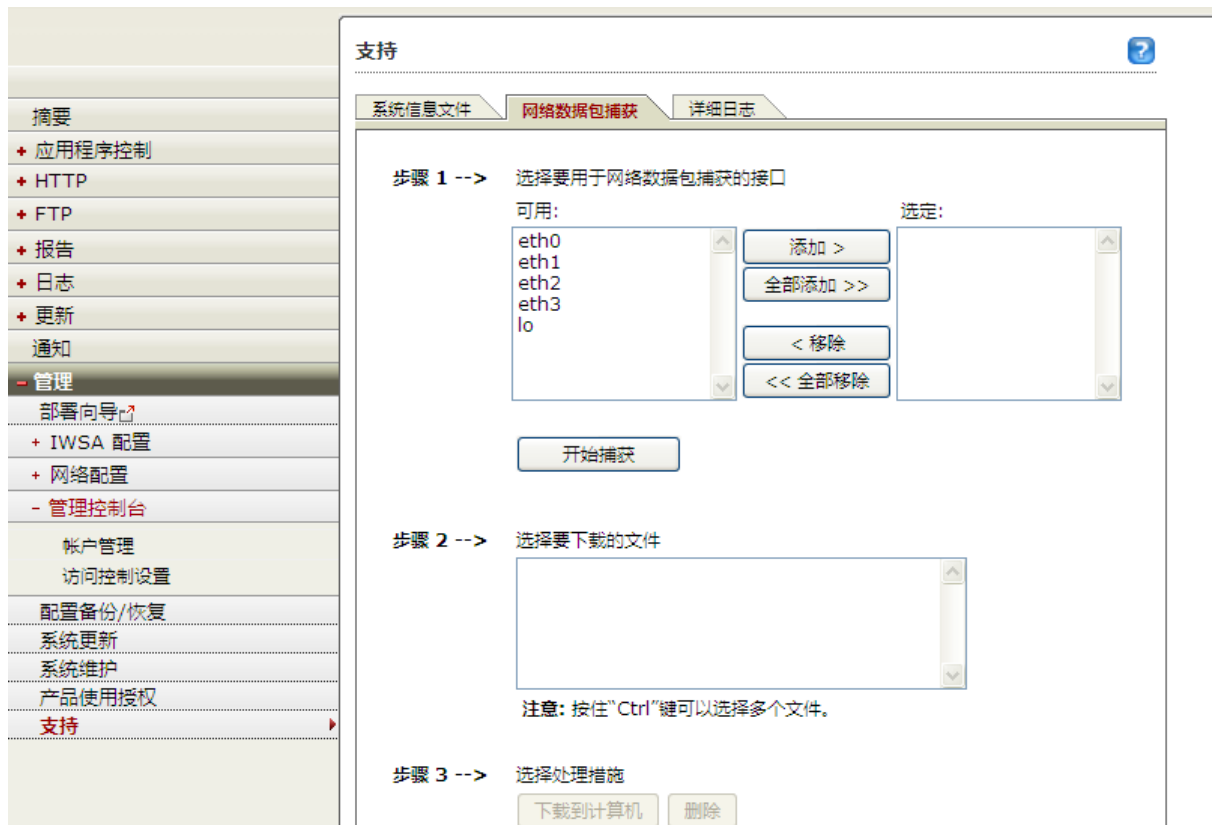 支持
?
系统信息文件 网络数据包捕获 详细日志
摘要
+ 应用程序控制
+ HTTP
+ FTP
+ 报告
+ 日志
+ 更新
通知
- 管理
部署向导
+ IWSA 配置
+ 网络配置
- 管理控制台
帐户管理
访问控制设置
配置备份/恢复
系统更新
系统维护
产品使用授权
支持
步骤 1 --> 选择要用于网络数据包捕获的接口
可用: 选定:
eth0
eth1
eth2
eth3
lo
添加 >
全部添加 >>
< 移除
<< 全部移除
开始捕获
步骤 2 --> 选择要下载的文件
注意: 按住“Ctrl”键可以选择多个文件。
步骤 3 --> 选择处理措施
下载到计算机 删除